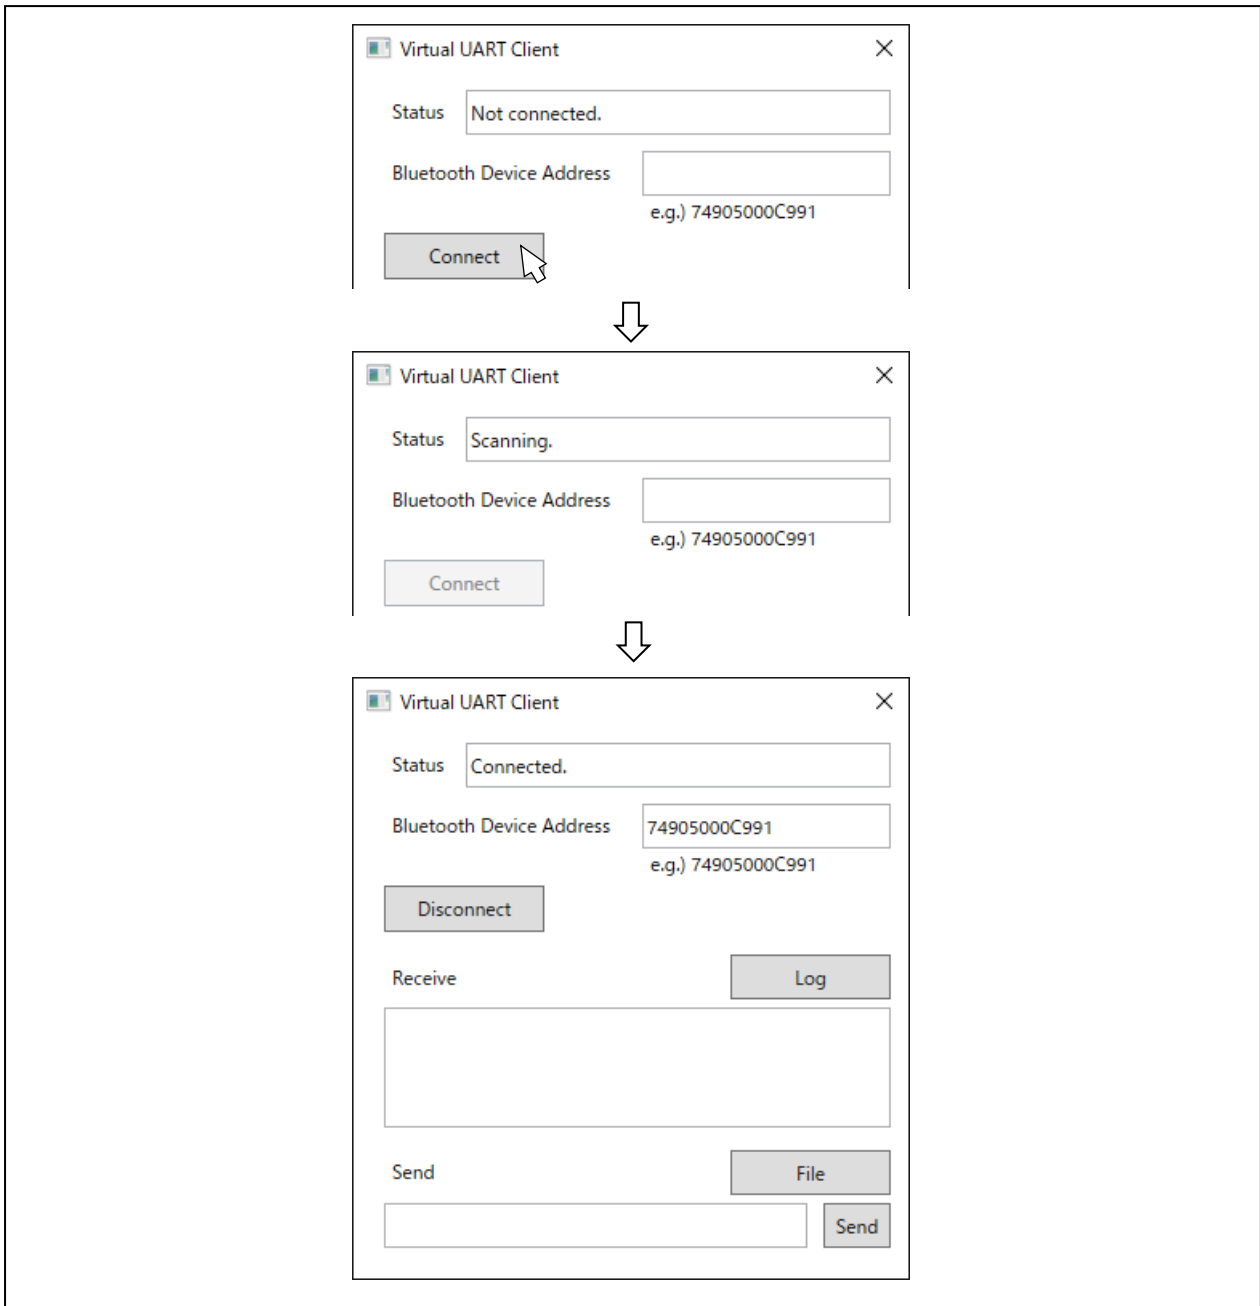 Virtual UART Client
Status Not connected.
Bluetooth Device Address
e.g.) 74905000C991
Connect
Virtual UART Client
Status Scanning.
Bluetooth Device Address
e.g.) 74905000C991
Connect
Virtual UART Client
Status Connected.
Bluetooth Device Address 74905000C991
e.g.) 74905000C991
Disconnect
Receive Log
Send File
Send